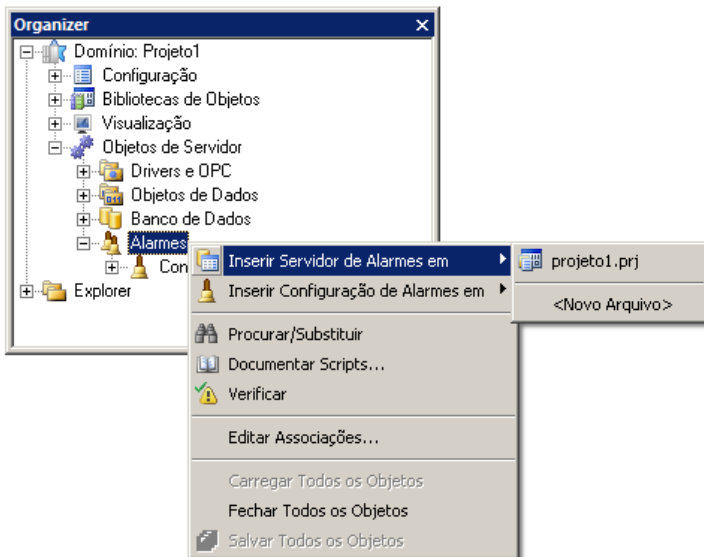 Organizer
Domínio: Projeto1
Configuração
Bibliotecas de Objetos
Visualização
Objetos de Servidor
Drivers e OPC
Objetos de Dados
Banco de Dados
Alarmes
Con
Explorer
Inserir Servidor de Alarmes em
Inserir Configuração de Alarmes em
Procurar/Substituir
Documentar Scripts...
Verificar
Editar Associações...
Carregar Todos os Objetos
Fechar Todos os Objetos
Salvar Todos os Objetos
projeto1.prj
<Novo Arquivo>